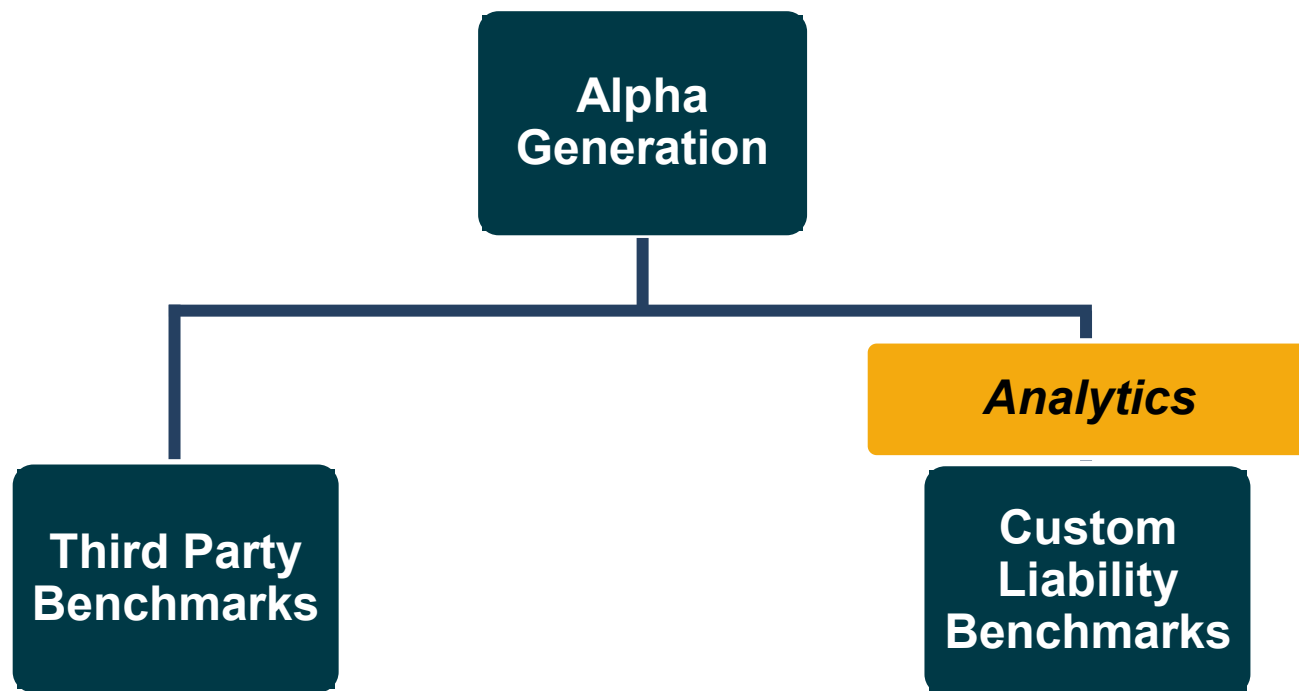 Alpha
Generation
Analytics
Third Party
Benchmarks
Custom
Liability
Benchmarks